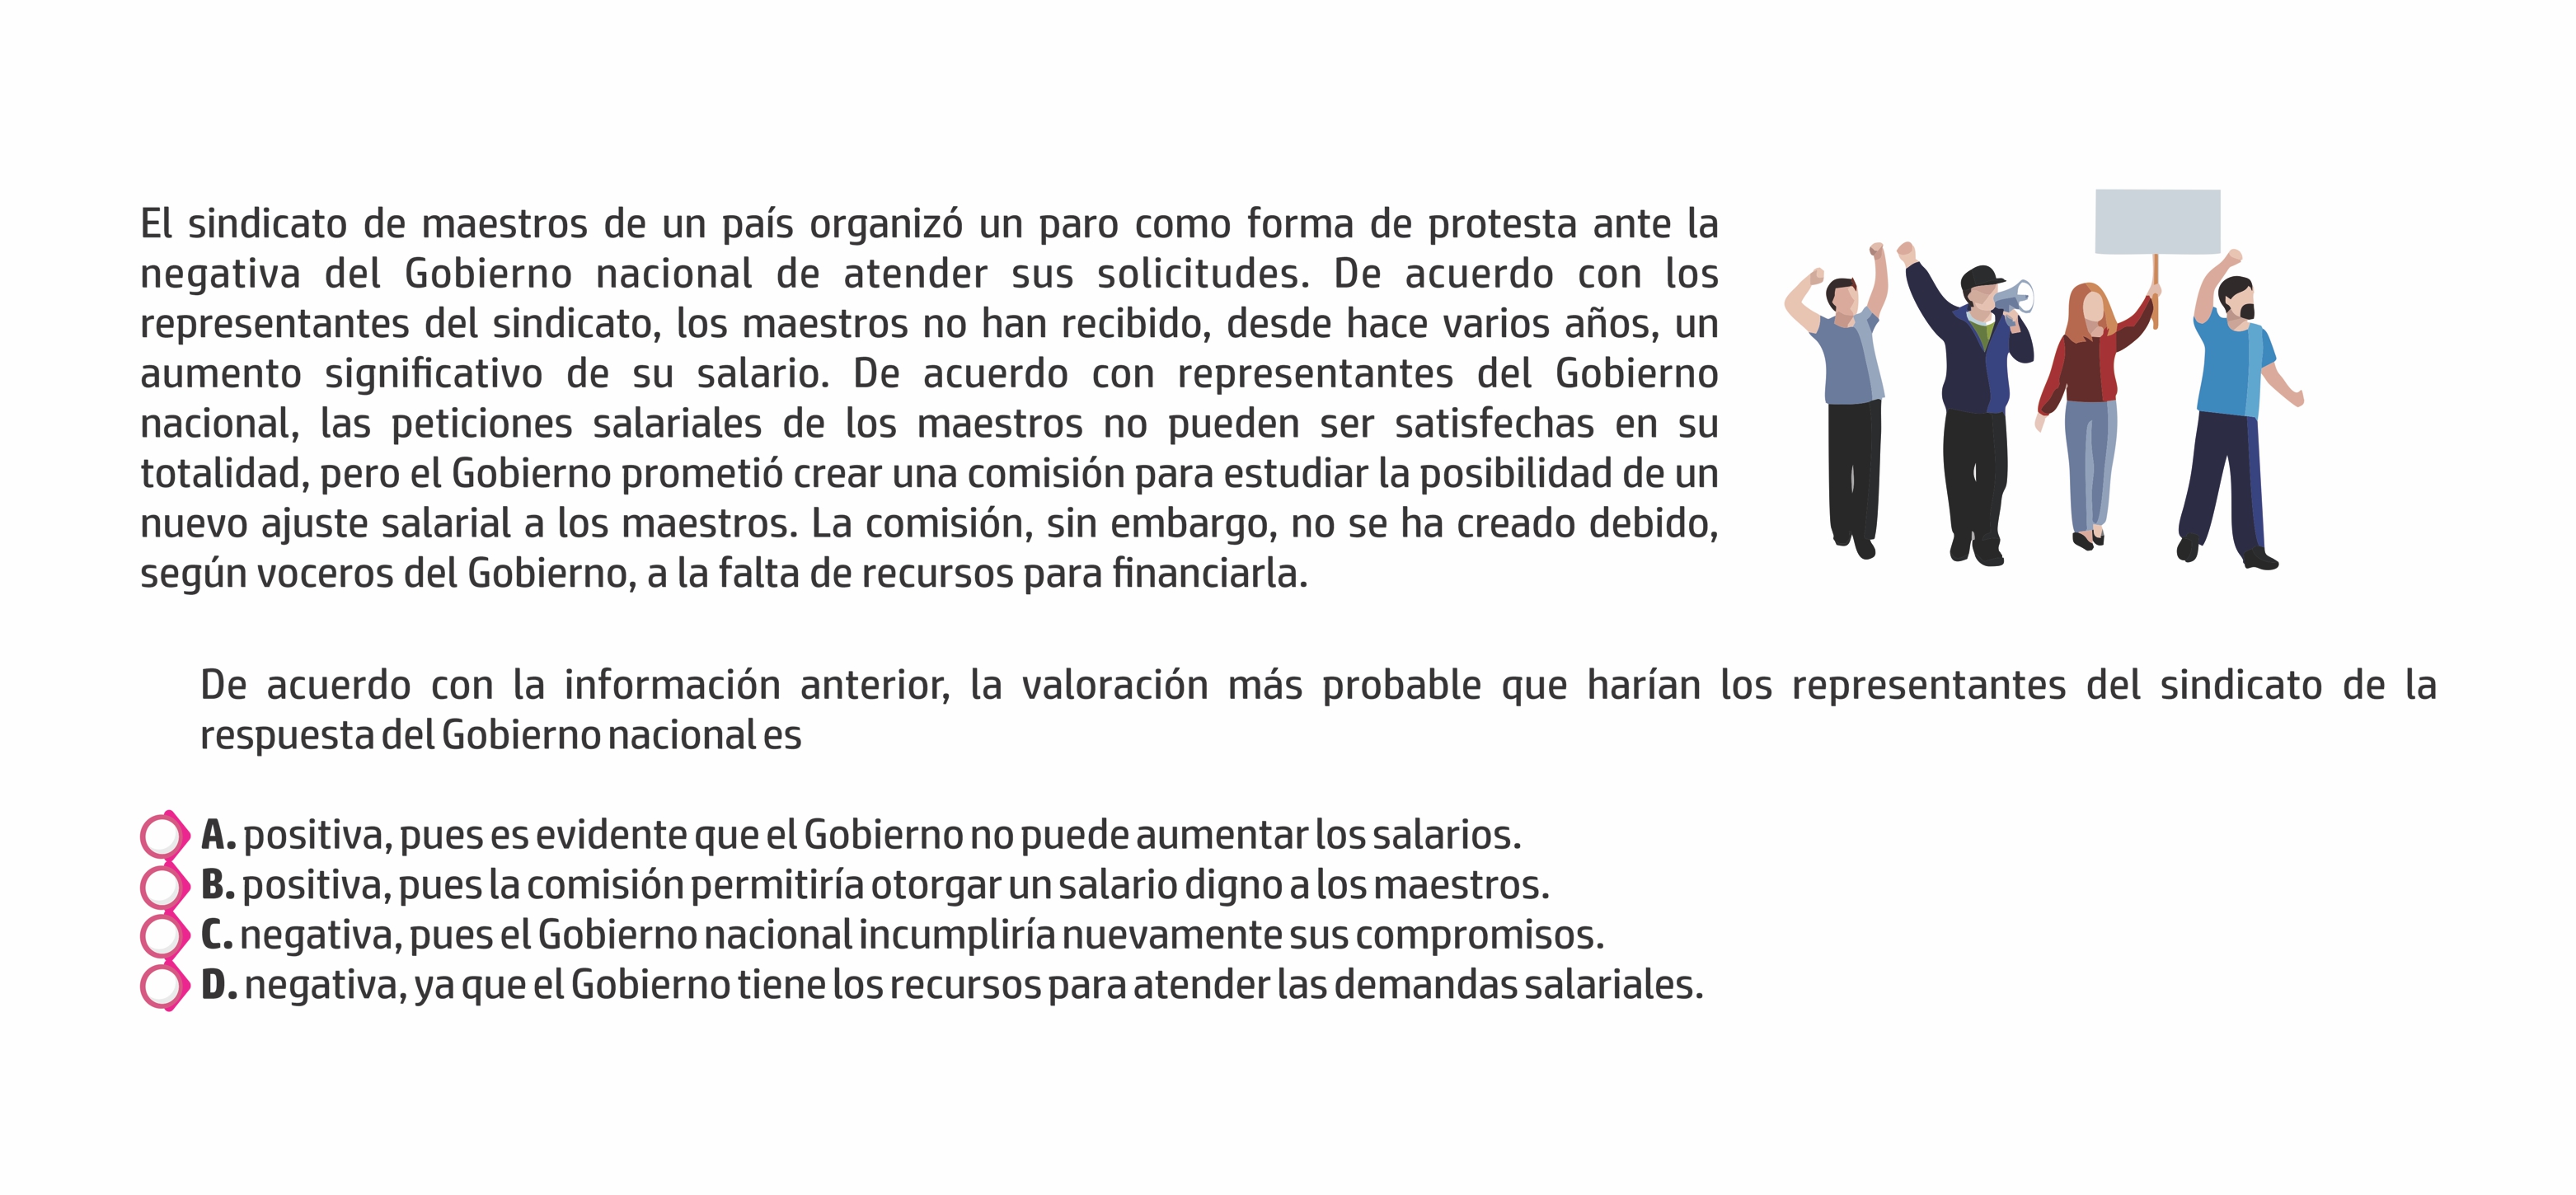 El sindicato de maestros de un país organizó un paro como forma de protesta ante la
negativa del Gobierno nacional de atender sus solicitudes. De acuerdo con los
representantes del sindicato, los maestros no han recibido, desde hace varios años, un
aumento significativo de su salario. De acuerdo con representantes del Gobierno
nacional, las peticiones salariales de los maestros no pueden ser satisfechas en su
totalidad, pero el Gobierno prometió crear una comisión para estudiar la posibilidad de un
nuevo ajuste salarial a los maestros. La comisión, sin embargo, no se ha creado debido,
según voceros del Gobierno, a la falta de recursos para financiarla.
De acuerdo con la información anterior, la valoración más probable que harían los representantes del sindicato de la
respuesta del Gobierno nacional es
A. positiva, pues es evidente que el Gobierno no puede aumentar los salarios.
B. positiva, pues la comisión permitiría otorgar un salario digno a los maestros.
C. negativa, pues el Gobierno nacional incumpliría nuevamente sus compromisos.
D. negativa, ya que el Gobierno tiene los recursos para atender las demandas salariales.